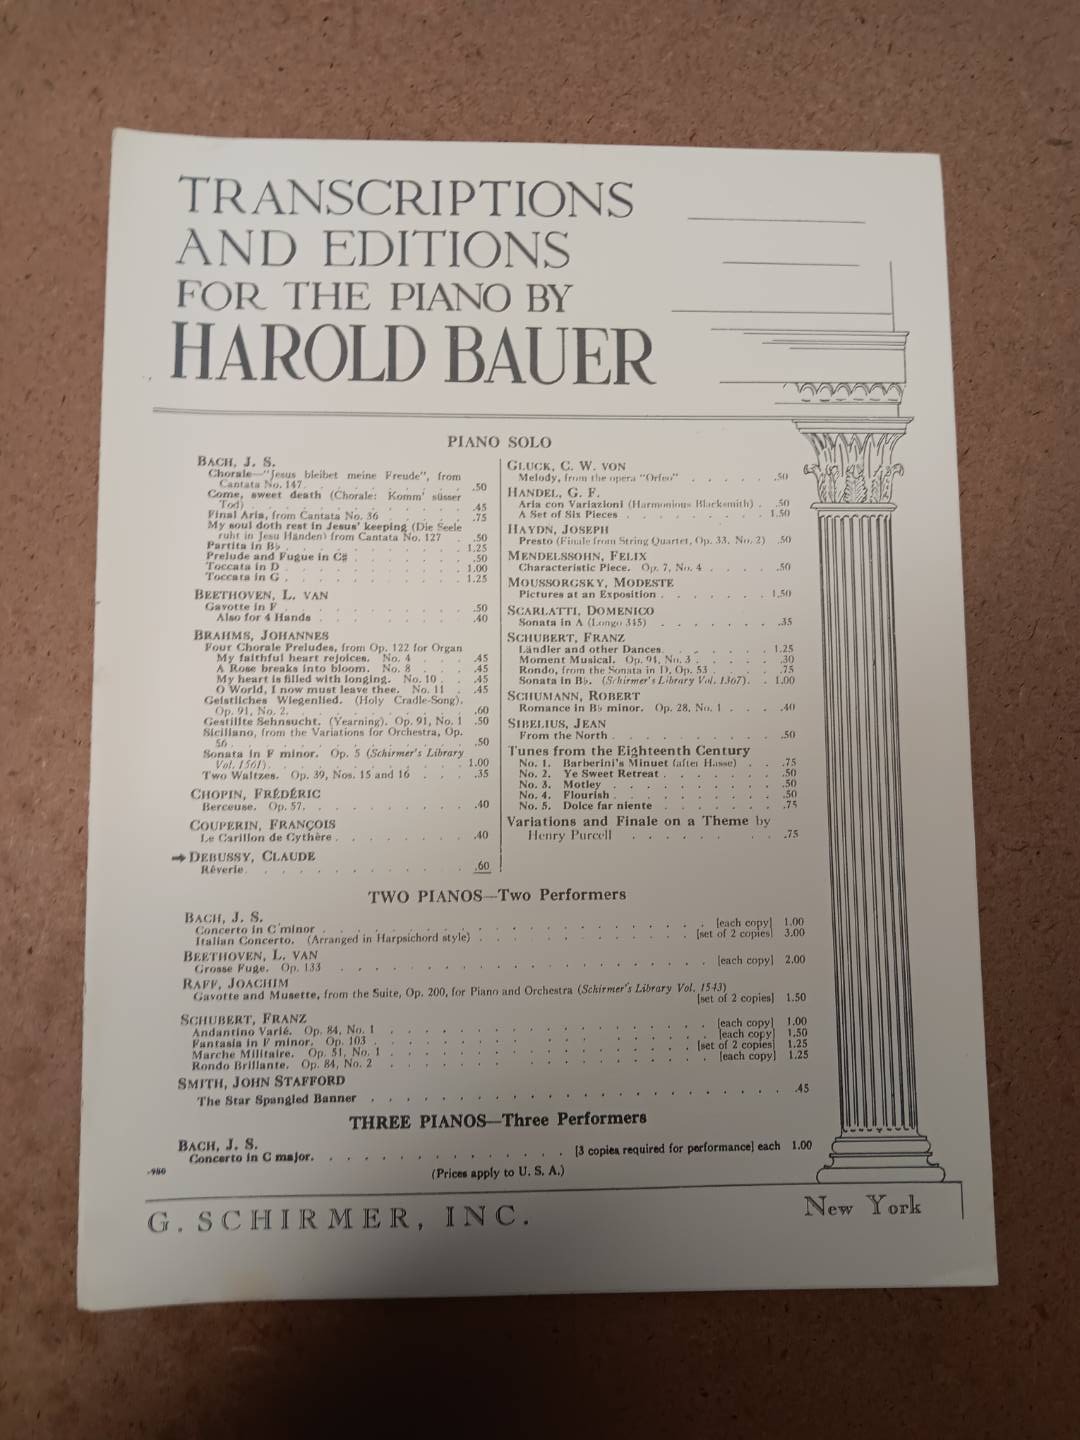 TRANSCRIPTIONS
AND EDITIONS
FOR THE PIANO BY
HAROLD BAUER
PIANO SOLO
BACH, J. S.
Chorale—"Jesus bleibet meine Freude", from
Cantata No. 147. . . . . . . . . . .50
Come, sweet death (Chorale: Komm' süsser
Tod) . . . . . . . . . . . . .45
Final Aria, from Cantata No. 36 . . . . .75
My soul doth rest in Jesus' keeping (Die Seele
ruht in Jesu Händen) from Cantata No. 127 . .50
Partita in B♭ . . . . . . . . . . 1.25
Prelude and Fugue in C♯ . . . . . . . .50
Toccata in D . . . . . . . . . . 1.00
Toccata in G . . . . . . . . . . 1.25
BEETHOVEN, L. VAN
Gavotte in F . . . . . . . . . . .50
Also for 4 Hands . . . . . . . . .40
BRAHMS, JOHANNES
Four Chorale Preludes, from Op. 122 for Organ
My faithful heart rejoices. No. 4 . . . .45
A Rose breaks into bloom. No. 8 . . . .45
My heart is filled with longing. No. 10 . . .45
O World, I now must leave thee. No. 11 . .45
Geistliches Wiegenlied. (Holy Cradle-Song).
Op. 91, No. 2. . . . . . . . . . .60
Gestillte Sehnsucht. (Yearning). Op. 91, No. 1 .50
Siciliano, from the Variations for Orchestra, Op.
56 . . . . . . . . . . . . .50
Sonata in F minor. Op. 5 (Schirmer's Library
Vol. 1561). . . . . . . . . . . 1.00
Two Waltzes. Op. 39, Nos. 15 and 16 . . . .35
CHOPIN, FRÉDÉRIC
Berceuse. Op. 57. . . . . . . . . .40
COUPERIN, FRANÇOIS
Le Carillon de Cythère . . . . . . . .40
➔ DEBUSSY, CLAUDE
Rêverie. . . . . . . . . . . . .60
GLUCK, C. W. VON
Melody, from the opera "Orfeo" . . . . . .50
HANDEL, G. F.
Aria con Variazioni (Harmonious Blacksmith) . .50
A Set of Six Pieces . . . . . . . . 1.50
HAYDN, JOSEPH
Presto (Finale from String Quartet, Op. 33, No. 2) .50
MENDELSSOHN, FELIX
Characteristic Piece. Op. 7, No. 4 . . . . .50
MOUSSORGSKY, MODESTE
Pictures at an Exposition . . . . . . . 1.50
SCARLATTI, DOMENICO
Sonata in A (Longo 345) . . . . . . . .35
SCHUBERT, FRANZ
Ländler and other Dances. . . . . . . 1.25
Moment Musical. Op. 94, No. 3 . . . . . .30
Rondo, from the Sonata in D, Op. 53 . . . .75
Sonata in B♭. (Schirmer's Library Vol. 1367). . 1.00
SCHUMANN, ROBERT
Romance in B♭ minor. Op. 28, No. 1 . . . .40
SIBELIUS, JEAN
From the North . . . . . . . . . .50
Tunes from the Eighteenth Century
No. 1. Barberini's Minuet (after Hasse) . . .75
No. 2. Ye Sweet Retreat . . . . . . . .50
No. 3. Motley . . . . . . . . . .50
No. 4. Flourish . . . . . . . . . .50
No. 5. Dolce far niente . . . . . . . .75
Variations and Finale on a Theme by
Henry Purcell . . . . . . . . .75
TWO PIANOS—Two Performers
BACH, J. S.
Concerto in C minor . . . . . . . . . . . . . . . . [each copy] 1.00
Italian Concerto. (Arranged in Harpsichord style) . . . . . . . . . [set of 2 copies] 3.00
BEETHOVEN, L. VAN
Grosse Fuge. Op. 133 . . . . . . . . . . . . . . . [each copy] 2.00
RAFF, JOACHIM
Gavotte and Musette, from the Suite, Op. 200, for Piano and Orchestra (Schirmer's Library Vol. 1543)
[set of 2 copies] 1.50
SCHUBERT, FRANZ
Andantino Varié. Op. 84, No. 1 . . . . . . . . . . . . . [each copy] 1.00
Fantasia in F minor. Op. 103 . . . . . . . . . . . . . . [each copy] 1.50
Marche Militaire. Op. 51, No. 1 . . . . . . . . . . . . [set of 2 copies] 1.25
Rondo Brillante. Op. 84, No. 2 . . . . . . . . . . . . . [each copy] 1.25
SMITH, JOHN STAFFORD
The Star Spangled Banner . . . . . . . . . . . . . . . . . . .45
THREE PIANOS—Three Performers
BACH, J. S.
Concerto in C major. . . . . . . . . . . . [3 copies required for performance] each 1.00
-980
(Prices apply to U. S. A.)
G. SCHIRMER, INC.
New York